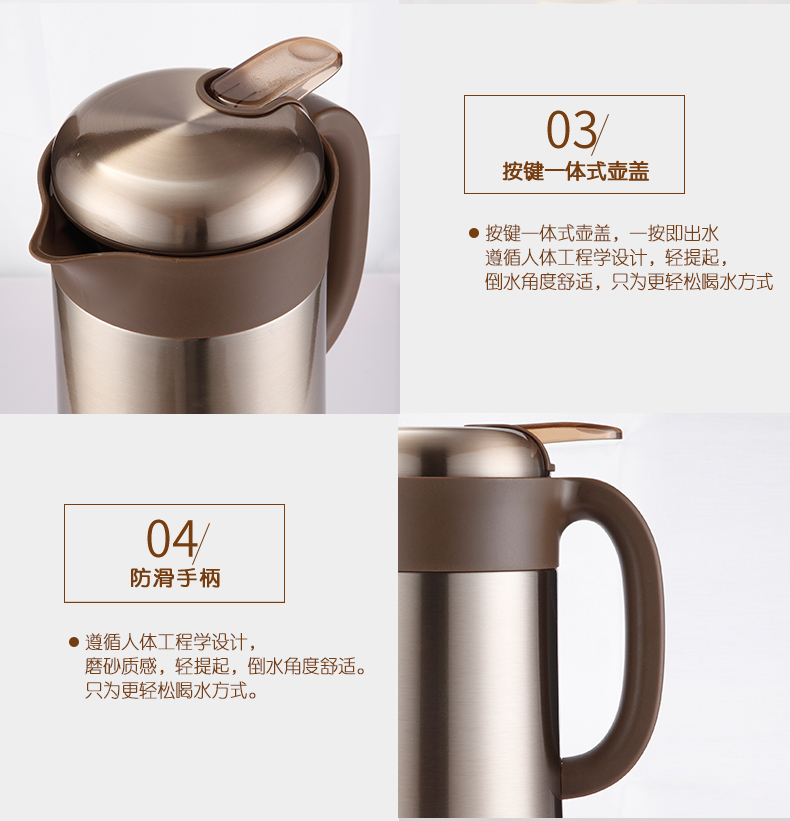 03/
按键一体式壶盖
● 按键一体式壶盖，一按即出水
遵循人体工程学设计，轻提起，
倒水角度舒适，只为更轻松喝水方式
04/
防滑手柄
● 遵循人体工程学设计，
磨砂质感，轻提起，倒水角度舒适。
只为更轻松喝水方式。